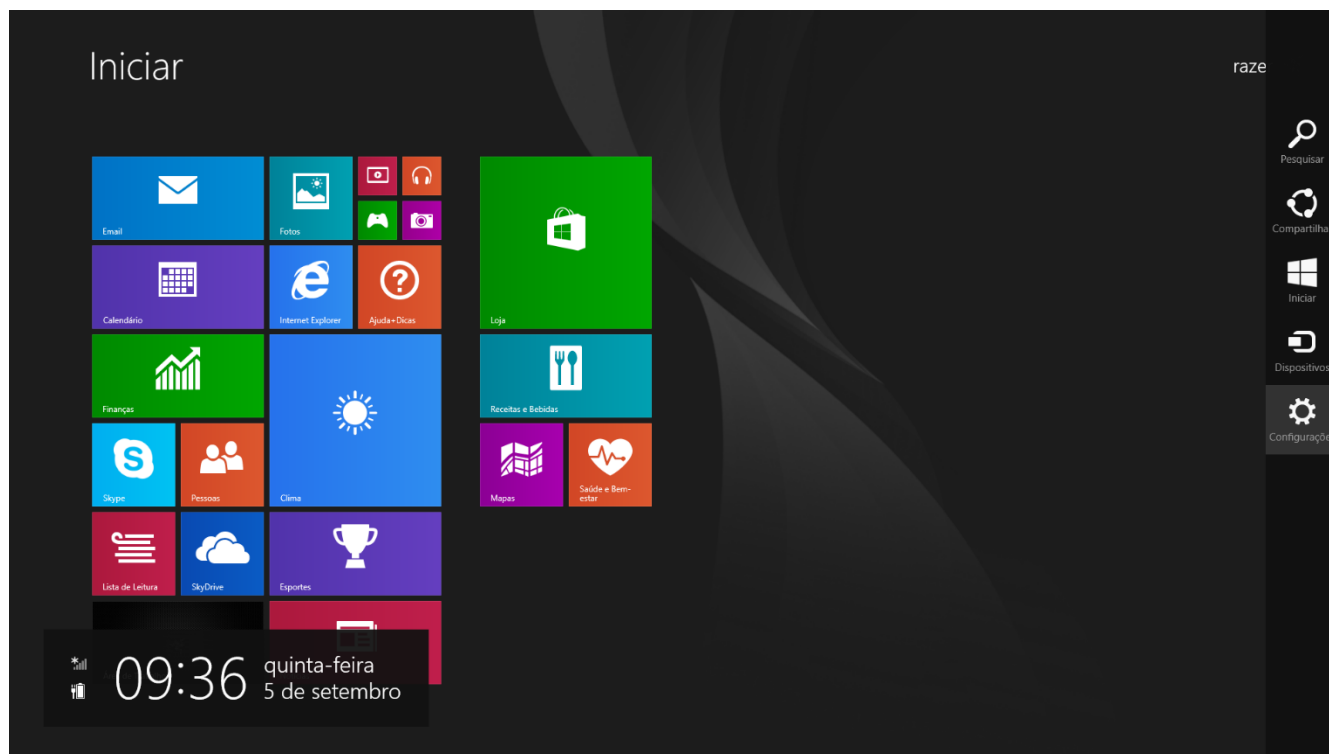 Iniciar
raze
Pesquisar
Compartilha
Iniciar
Dispositivos
Configuraçõe
Email
Fotos
Calendário
Internet Explorer
Ajuda+Dicas
Loja
Finanças
Clima
Receitas e Bebidas
Skype
Pessoas
Mapas
Saúde e Bem-
estar
Lista de Leitura
SkyDrive
Esportes
09:36
quinta-feira
5 de setembro